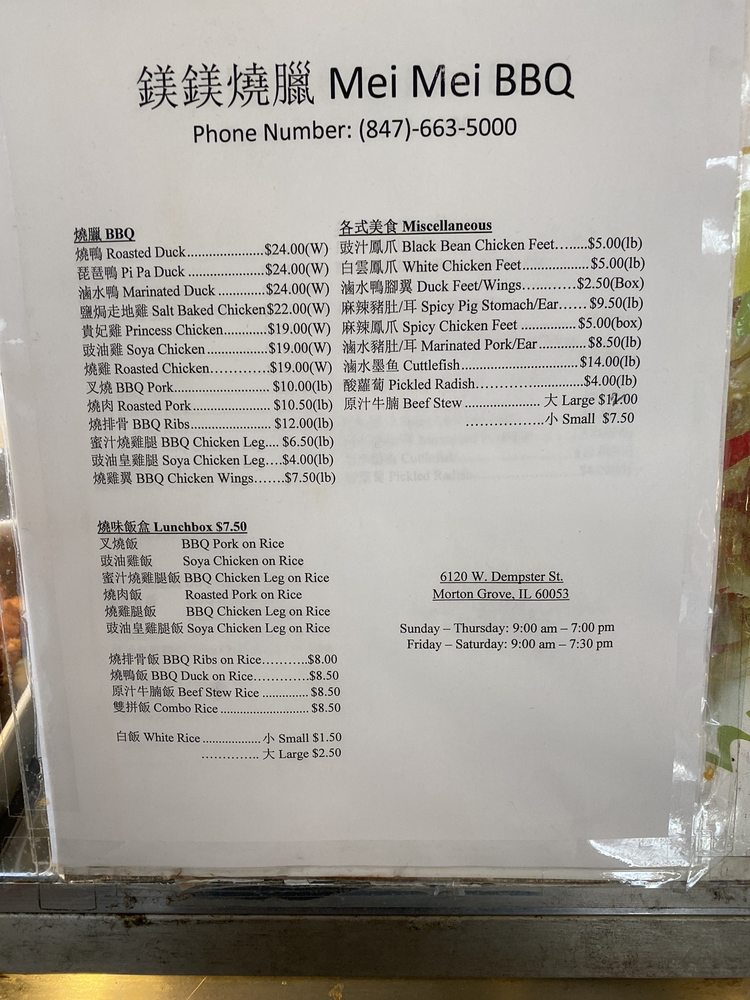 鎂鎂燒臘 Mei Mei BBQ
Phone Number: (847)-663-5000
燒臘 BBQ
燒鴨 Roasted Duck......................$24.00(W)
琵琶鴨 Pi Pa Duck ......................$24.00(W)
滷水鴨 Marinated Duck ...............$24.00(W)
鹽焗走地雞 Salt Baked Chicken$22.00(W)
貴妃雞 Princess Chicken.............$19.00(W)
豉油雞 Soya Chicken ..................$19.00(W)
燒雞 Roasted Chicken…………$19.00(W)
叉燒 BBQ Pork............................ $10.00(lb)
燒肉 Roasted Pork....................... $10.50(lb)
燒排骨 BBQ Ribs........................ $12.00(lb)
蜜汁燒雞腿 BBQ Chicken Leg.... $6.50(lb)
豉油皇雞腿 Soya Chicken Leg….$4.00(lb)
燒雞翼 BBQ Chicken Wings…….$7.50(lb)
各式美食 Miscellaneous
豉汁鳳爪 Black Bean Chicken Feet…......$5.00(lb)
白雲鳳爪 White Chicken Feet................... $5.00(lb)
滷水鴨腳翼 Duck Feet/Wings…...…….$2.50(Box)
麻辣豬肚/耳 Spicy Pig Stomach/Ear…… $9.50(lb)
麻辣鳳爪 Spicy Chicken Feet ................ $5.00(box)
滷水豬肚/耳 Marinated Pork/Ear............. $8.50(lb)
滷水墨鱼 Cuttlefish.................................. $14.00(lb)
酸蘿蔔 Pickled Radish………….............$4.00(lb)
原汁牛腩 Beef Stew ...................... 大 Large $12.00
…………………..小 Small $7.50
Cuttlefish
Pickled Radish
燒味飯盒 Lunchbox $7.50
叉燒飯 BBQ Pork on Rice
豉油雞飯 Soya Chicken on Rice
蜜汁燒雞腿飯 BBQ Chicken Leg on Rice
燒肉飯 Roasted Pork on Rice
燒雞腿飯 BBQ Chicken Leg on Rice
豉油皇雞腿飯 Soya Chicken Leg on Rice
燒排骨飯 BBQ Ribs on Rice………..$8.00
燒鴨飯 BBQ Duck on Rice…………$8.50
原汁牛腩飯 Beef Stew Rice .............. $8.50
雙拼飯 Combo Rice .......................... $8.50
白飯 White Rice ................... 小 Small $1.50
………….. 大 Large $2.50
6120 W. Dempster St.
Morton Grove, IL 60053
Sunday – Thursday: 9:00 am – 7:00 pm
Friday – Saturday: 9:00 am – 7:30 pm